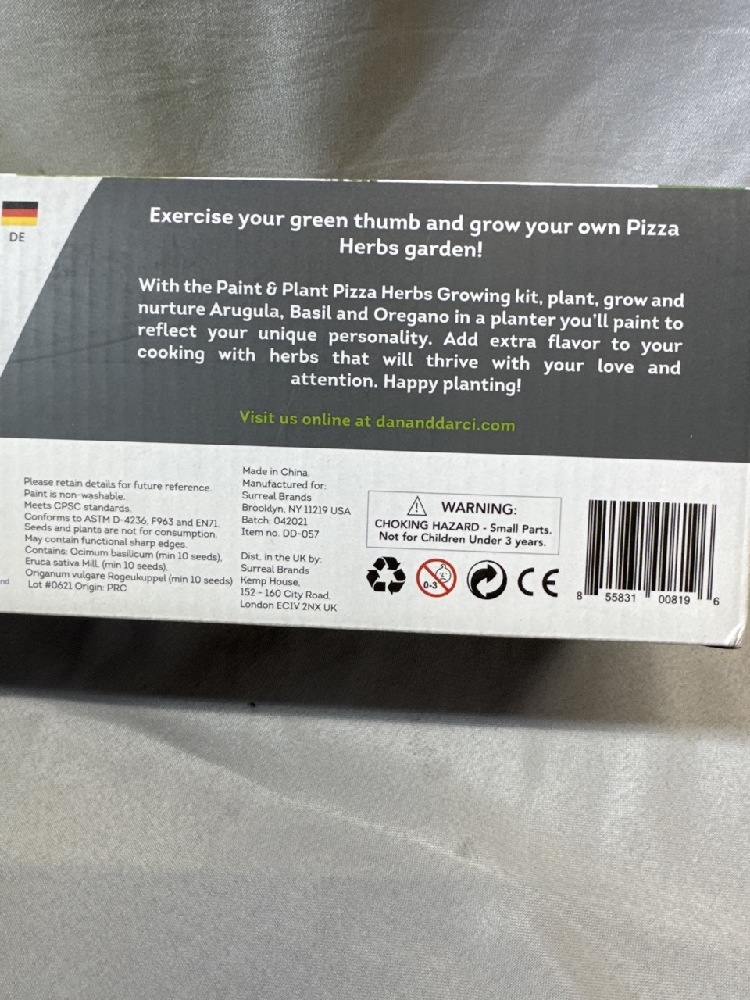 DE
Exercise your green thumb and grow your own Pizza
Herbs garden!
With the Paint & Plant Pizza Herbs Growing kit, plant, grow and
nurture Arugula, Basil and Oregano in a planter you'll paint to
reflect your unique personality. Add extra flavor to your
cooking with herbs that will thrive with your love and
attention. Happy planting!
Visit us online at dananddarci.com
Please retain details for future reference.
Paint is non-washable.
Meets CPSC standards.
Conforms to ASTM D-4236, F963 and EN71.
Seeds and plants are not for consumption.
May contain functional sharp edges.
Contains: Ocimum basilicum (min 10 seeds),
Eruca sativa Mill. (min 10 seeds),
Origanum vulgare Rogeukuppel (min 10 seeds)
Lot #0621 Origin: PRC
nd
Made in China.
Manufactured for:
Surreal Brands
Brooklyn, NY 11219 USA
Batch: 042021
Item no. DD-057
Dist. in the UK by:
Surreal Brands
Kemp House,
152 - 160 City Road,
London EC1V 2NX UK
WARNING:
CHOKING HAZARD - Small Parts.
Not for Children Under 3 years.
0-3
CE
8 55831 00819 6